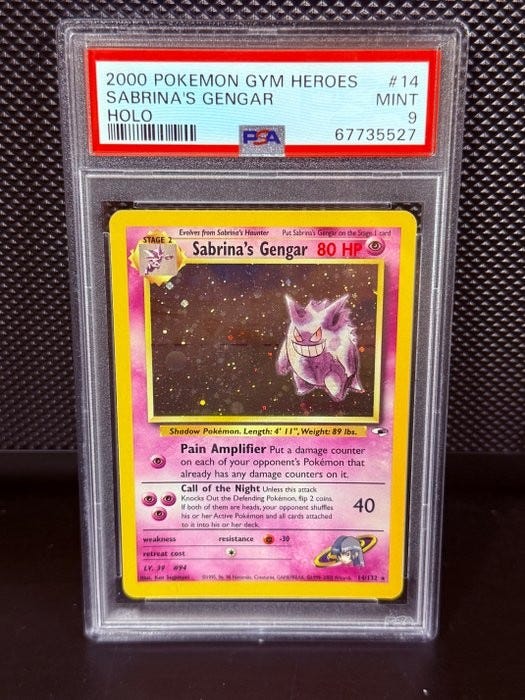 2000 POKEMON GYM HEROES #14
SABRINA'S GENGAR MINT
HOLO 9
PSA 67735527
Evolves from Sabrina's Haunter Put Sabrina's Gengar on the Stage 1 card
STAGE 2
Sabrina's Gengar 80 HP
Shadow Pokémon. Length: 4' 11", Weight: 89 lbs.
Pain Amplifier Put a damage counter
on each of your opponent's Pokémon that
already has any damage counters on it.
Call of the Night Unless this attack
Knocks Out the Defending Pokémon, flip 2 coins.
If both of them are heads, your opponent shuffles
his or her Active Pokémon and all cards attached
to it into his or her deck.
40
weakness resistance -30
retreat cost
LV. 39 #94
Illus. Ken Sugimori 14/132